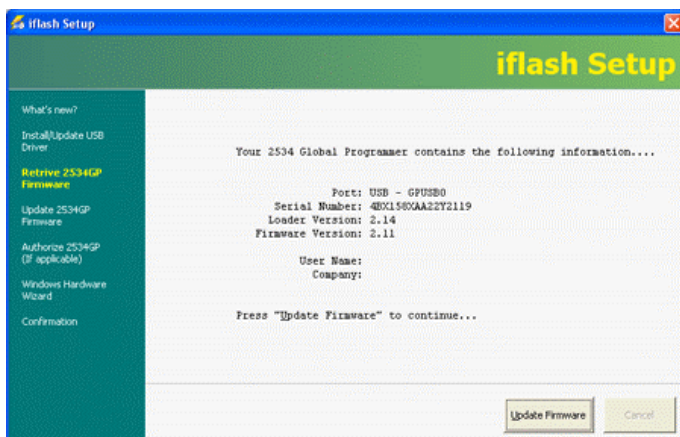 iflash Setup
iflash Setup
What's new?
Install/Update USB
Driver
Retrive 2534GP
Firmware
Update 2534GP
Firmware
Authorize 2534GP
(If applicable)
Windows Hardware
Wizard
Confirmation
Your 2534 Global Programmer contains the following information....
Port: USB - GPUSB0
Serial Number: 4BX158XAA22Y2119
Loader Version: 2.14
Firmware Version: 2.11
User Name:
Company:
Press "Update Firmware" to continue...
Update Firmware
Cancel